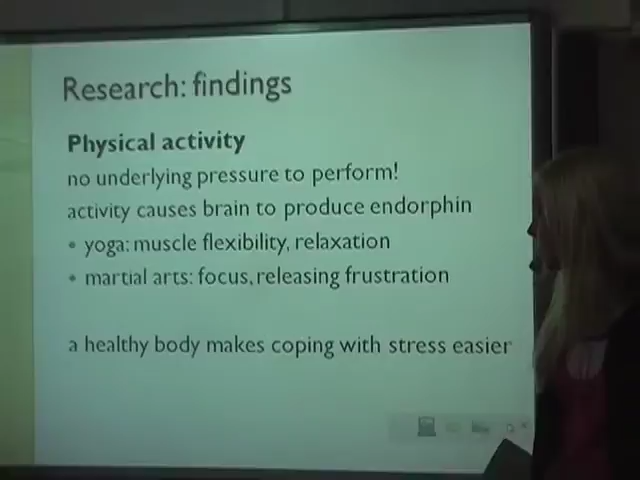 Research: findings
Physical activity
no underlying pressure to perform!
activity causes brain to produce endorphin
• yoga: muscle flexibility, relaxation
• martial arts: focus, releasing frustration
a healthy body makes coping with stress easier